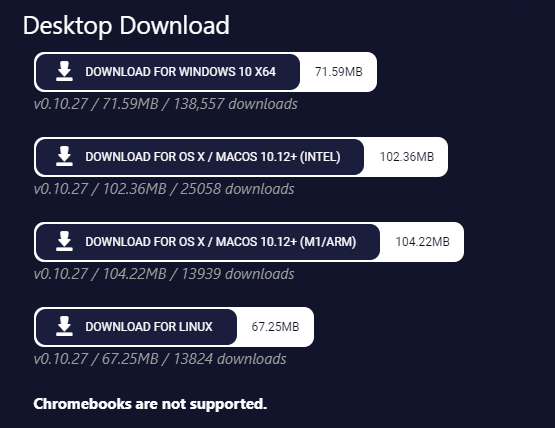 Desktop Download
DOWNLOAD FOR WINDOWS 10 X64 71.59MB
v0.10.27 / 71.59MB / 138,557 downloads
DOWNLOAD FOR OS X / MACOS 10.12+ (INTEL) 102.36MB
v0.10.27 / 102.36MB / 25058 downloads
DOWNLOAD FOR OS X / MACOS 10.12+ (M1/ARM) 104.22MB
v0.10.27 / 104.22MB / 13939 downloads
DOWNLOAD FOR LINUX 67.25MB
v0.10.27 / 67.25MB / 13824 downloads
Chromebooks are not supported.